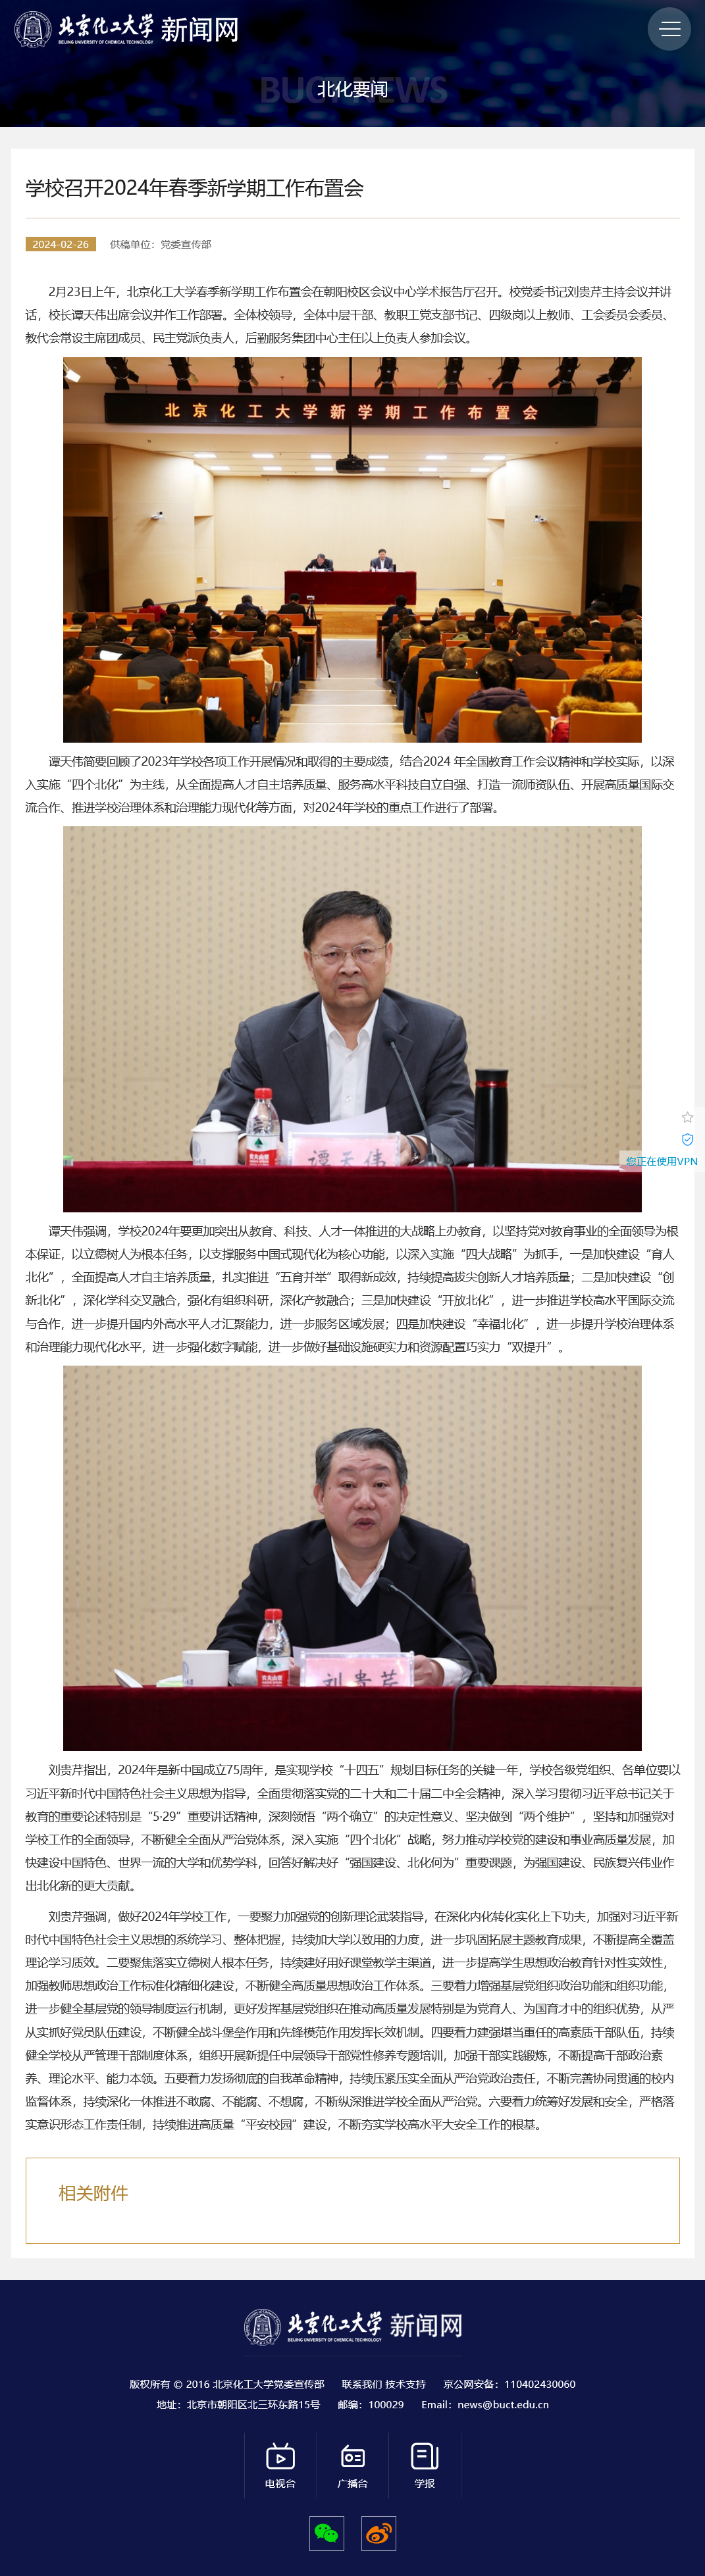 北京化工大学 新闻网
BEIJING UNIVERSITY OF CHEMICAL TECHNOLOGY
BUCT NEWS
北化要闻
学校召开2024年春季新学期工作布置会
2024-02-26 供稿单位：党委宣传部
2月23日上午，北京化工大学春季新学期工作布置会在朝阳校区会议中心学术报告厅召开。校党委书记刘贵芹主持会议并讲
话，校长谭天伟出席会议并作工作部署。全体校领导，全体中层干部、教职工党支部书记、四级岗以上教师、工会委员会委员、
教代会常设主席团成员、民主党派负责人，后勤服务集团中心主任以上负责人参加会议。
北京化工大学新学期工作布置会
谭天伟简要回顾了2023年学校各项工作开展情况和取得的主要成绩，结合2024 年全国教育工作会议精神和学校实际，以深
入实施“四个北化”为主线，从全面提高人才自主培养质量、服务高水平科技自立自强、打造一流师资队伍、开展高质量国际交
流合作、推进学校治理体系和治理能力现代化等方面，对2024年学校的重点工作进行了部署。
谭天伟
您正在使用VPN
谭天伟强调，学校2024年要更加突出从教育、科技、人才一体推进的大战略上办教育，以坚持党对教育事业的全面领导为根
本保证，以立德树人为根本任务，以支撑服务中国式现代化为核心功能，以深入实施“四大战略”为抓手，一是加快建设“育人
北化”，全面提高人才自主培养质量，扎实推进“五育并举”取得新成效，持续提高拔尖创新人才培养质量；二是加快建设“创
新北化”，深化学科交叉融合，强化有组织科研，深化产教融合；三是加快建设“开放北化”，进一步推进学校高水平国际交流
与合作，进一步提升国内外高水平人才汇聚能力，进一步服务区域发展；四是加快建设“幸福北化”，进一步提升学校治理体系
和治理能力现代化水平，进一步强化数字赋能，进一步做好基础设施硬实力和资源配置巧实力“双提升”。
刘贵芹
刘贵芹指出，2024年是新中国成立75周年，是实现学校“十四五”规划目标任务的关键一年，学校各级党组织、各单位要以
习近平新时代中国特色社会主义思想为指导，全面贯彻落实党的二十大和二十届二中全会精神，深入学习贯彻习近平总书记关于
教育的重要论述特别是“5·29”重要讲话精神，深刻领悟“两个确立”的决定性意义、坚决做到“两个维护”，坚持和加强党对
学校工作的全面领导，不断健全全面从严治党体系，深入实施“四个北化”战略，努力推动学校党的建设和事业高质量发展，加
快建设中国特色、世界一流的大学和优势学科，回答好解决好“强国建设、北化何为”重要课题，为强国建设、民族复兴伟业作
出北化新的更大贡献。
刘贵芹强调，做好2024年学校工作，一要聚力加强党的创新理论武装指导，在深化内化转化实化上下功夫，加强对习近平新
时代中国特色社会主义思想的系统学习、整体把握，持续加大学以致用的力度，进一步巩固拓展主题教育成果，不断提高全覆盖
理论学习质效。二要聚焦落实立德树人根本任务，持续建好用好课堂教学主渠道，进一步提高学生思想政治教育针对性实效性，
加强教师思想政治工作标准化精细化建设，不断健全高质量思想政治工作体系。三要着力增强基层党组织政治功能和组织功能，
进一步健全基层党的领导制度运行机制，更好发挥基层党组织在推动高质量发展特别是为党育人、为国育才中的组织优势，从严
从实抓好党员队伍建设，不断健全战斗堡垒作用和先锋模范作用发挥长效机制。四要着力建强堪当重任的高素质干部队伍，持续
健全学校从严管理干部制度体系，组织开展新提任中层领导干部党性修养专题培训，加强干部实践锻炼，不断提高干部政治素
养、理论水平、能力本领。五要着力发扬彻底的自我革命精神，持续压紧压实全面从严治党政治责任，不断完善协同贯通的校内
监督体系，持续深化一体推进不敢腐、不能腐、不想腐，不断纵深推进学校全面从严治党。六要着力统筹好发展和安全，严格落
实意识形态工作责任制，持续推进高质量“平安校园”建设，不断夯实学校高水平大安全工作的根基。
相关附件
北京化工大学 新闻网
BEIJING UNIVERSITY OF CHEMICAL TECHNOLOGY
版权所有 © 2016 北京化工大学党委宣传部 联系我们 技术支持 京公网安备：110402430060
地址：北京市朝阳区北三环东路15号 邮编：100029 Email：news@buct.edu.cn
电视台 广播台 学报